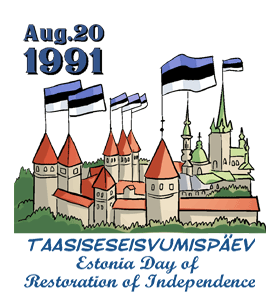 Aug.20
1991
TAASISESEISVUMISPÄEV
Estonia Day of
Restoration of Independence